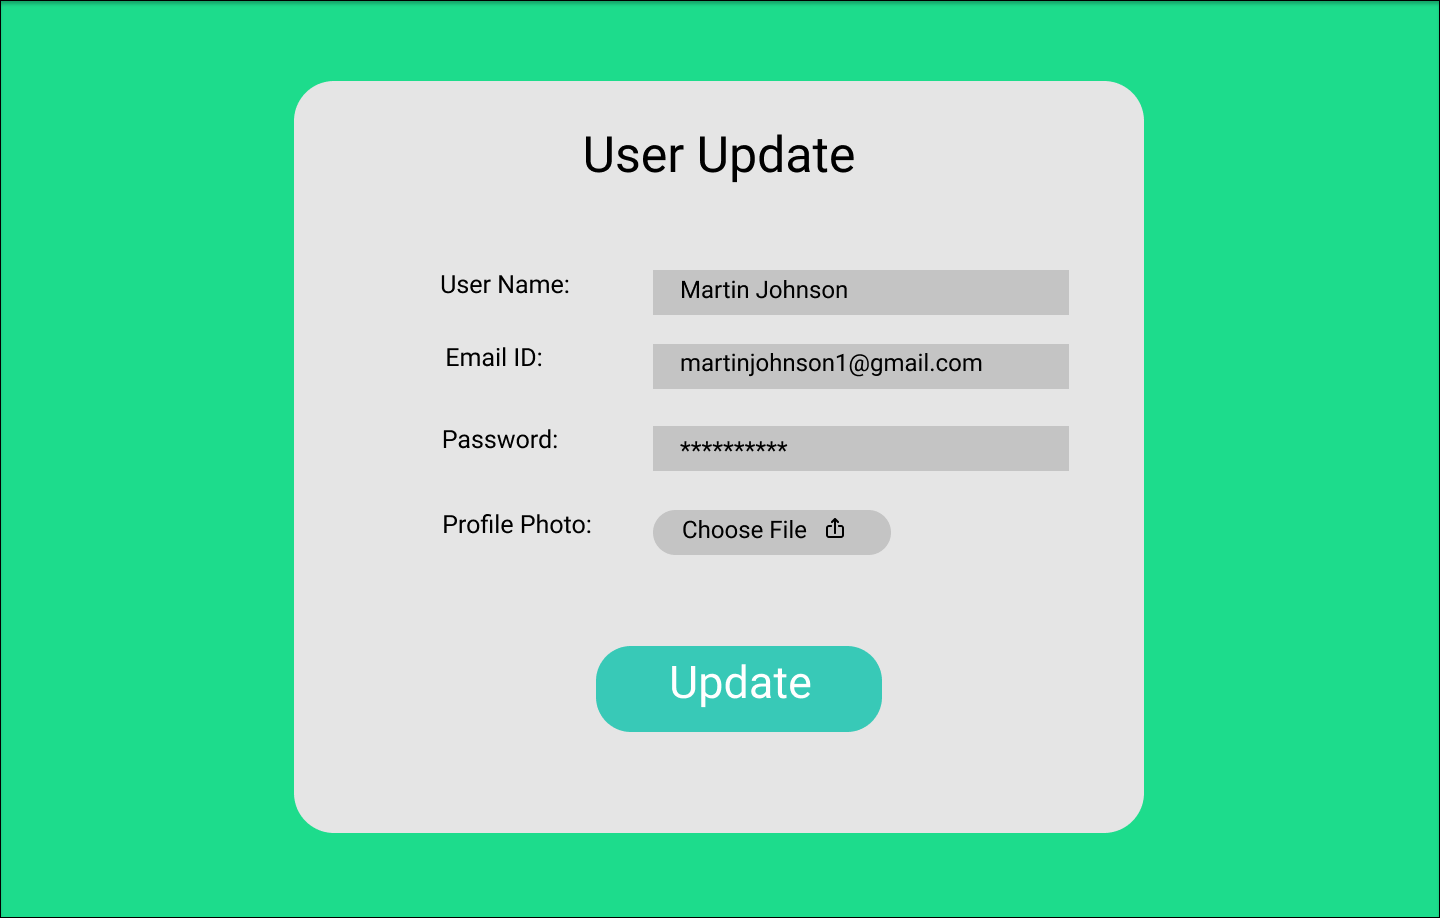 User Update
User Name: Martin Johnson
Email ID: martinjohnson1@gmail.com
Password: **********
Profile Photo: Choose File
Update